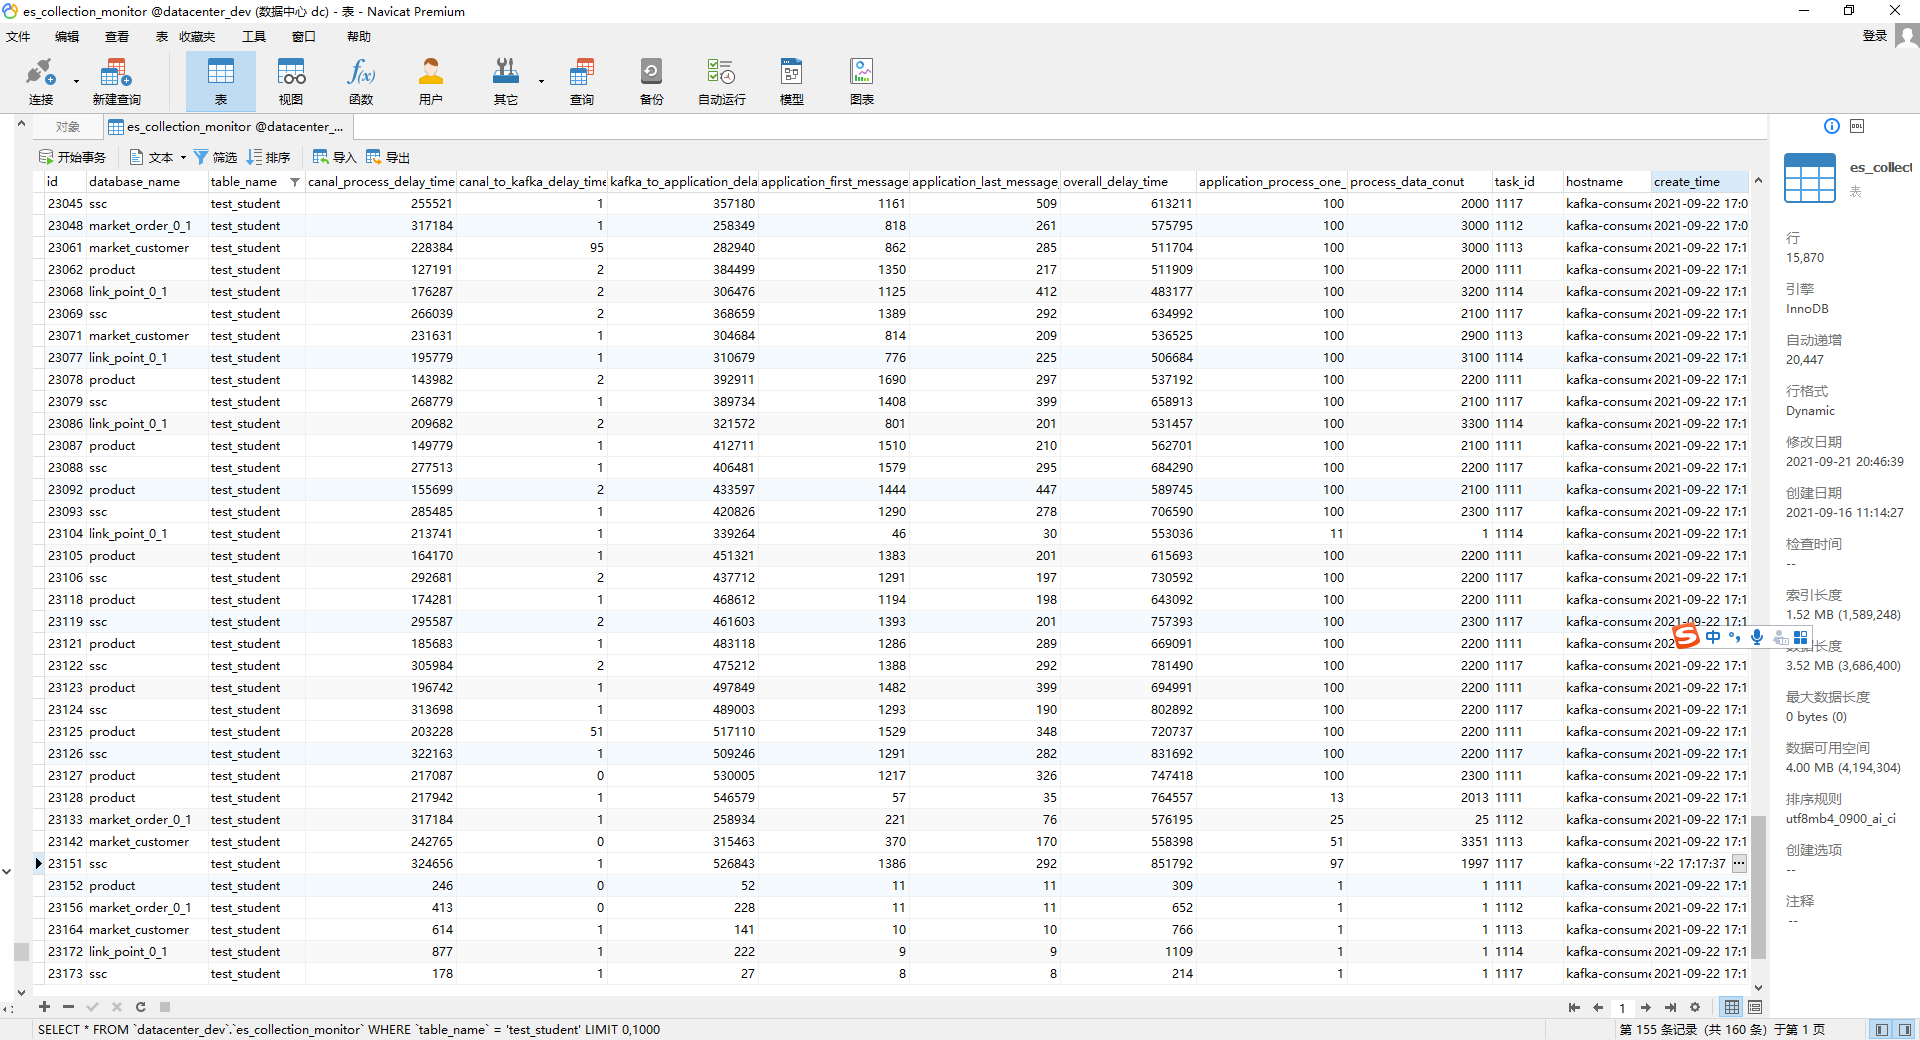 es_collection_monitor @datacenter_dev (数据中心 dc) - 表 - Navicat Premium
文件 编辑 查看 表 收藏夹 工具 窗口 帮助 登录
连接 新建查询 表 视图 函数 用户 其它 查询 备份 自动运行 模型 图表
对象 es_collection_monitor @datacenter_...
开始事务 文本 筛选 排序 导入 导出
id database_name table_name canal_process_delay_time canal_to_kafka_delay_time kafka_to_application_dela application_first_message application_last_message_ overall_delay_time application_process_one_ process_data_conut task_id hostname create_time
23045 ssc test_student 255521 1 357180 1161 509 613211 100 2000 1117 kafka-consume 2021-09-22 17:0
23048 market_order_0_1 test_student 317184 1 258349 818 261 575795 100 3000 1112 kafka-consume 2021-09-22 17:0
23061 market_customer test_student 228384 95 282940 862 285 511704 100 3000 1113 kafka-consume 2021-09-22 17:1
23062 product test_student 127191 2 384499 1350 217 511909 100 2000 1111 kafka-consume 2021-09-22 17:1
23068 link_point_0_1 test_student 176287 2 306476 1125 412 483177 100 3200 1114 kafka-consume 2021-09-22 17:1
23069 ssc test_student 266039 2 368659 1389 292 634992 100 2100 1117 kafka-consume 2021-09-22 17:1
23071 market_customer test_student 231631 1 304684 814 209 536525 100 2900 1113 kafka-consume 2021-09-22 17:1
23077 link_point_0_1 test_student 195779 1 310679 776 225 506684 100 3100 1114 kafka-consume 2021-09-22 17:1
23078 product test_student 143982 2 392911 1690 297 537192 100 2200 1111 kafka-consume 2021-09-22 17:1
23079 ssc test_student 268779 1 389734 1408 399 658913 100 2100 1117 kafka-consume 2021-09-22 17:1
23086 link_point_0_1 test_student 209682 2 321572 801 201 531457 100 3300 1114 kafka-consume 2021-09-22 17:1
23087 product test_student 149779 1 412711 1510 210 562701 100 2100 1111 kafka-consume 2021-09-22 17:1
23088 ssc test_student 277513 1 406481 1579 295 684290 100 2200 1117 kafka-consume 2021-09-22 17:1
23092 product test_student 155699 2 433597 1444 447 589745 100 2100 1111 kafka-consume 2021-09-22 17:1
23093 ssc test_student 285485 1 420826 1290 278 706590 100 2300 1117 kafka-consume 2021-09-22 17:1
23104 link_point_0_1 test_student 213741 1 339264 46 30 553036 11 1 1114 kafka-consume 2021-09-22 17:1
23105 product test_student 164170 1 451321 1383 201 615693 100 2200 1111 kafka-consume 2021-09-22 17:1
23106 ssc test_student 292681 2 437712 1291 197 730592 100 2200 1117 kafka-consume 2021-09-22 17:1
23118 product test_student 174281 1 468612 1194 198 643092 100 2200 1111 kafka-consume 2021-09-22 17:1
23119 ssc test_student 295587 2 461603 1393 201 757393 100 2300 1117 kafka-consume 2021-09-22 17:1
23121 product test_student 185683 1 483118 1286 289 669091 100 2200 1111 kafka-consume 2021-09-22 17:1
23122 ssc test_student 305984 2 475212 1388 292 781490 100 2200 1117 kafka-consume 2021-09-22 17:1
23123 product test_student 196742 1 497849 1482 399 694991 100 2200 1111 kafka-consume 2021-09-22 17:1
23124 ssc test_student 313698 1 489003 1293 190 802892 100 2200 1117 kafka-consume 2021-09-22 17:1
23125 product test_student 203228 51 517110 1529 348 720737 100 2200 1111 kafka-consume 2021-09-22 17:1
23126 ssc test_student 322163 1 509246 1291 282 831692 100 2200 1117 kafka-consume 2021-09-22 17:1
23127 product test_student 217087 0 530005 1217 326 747418 100 2300 1111 kafka-consume 2021-09-22 17:1
23128 product test_student 217942 1 546579 57 35 764557 13 2013 1111 kafka-consume 2021-09-22 17:1
23133 market_order_0_1 test_student 317184 1 258934 221 76 576195 25 25 1112 kafka-consume 2021-09-22 17:1
23142 market_customer test_student 242765 0 315463 370 170 558398 51 3351 1113 kafka-consume 2021-09-22 17:1
23151 ssc test_student 324656 1 526843 1386 292 851792 97 1997 1117 kafka-consume -22 17:17:37 ...
23152 product test_student 246 0 52 11 11 309 1 1 1111 kafka-consume 2021-09-22 17:1
23156 market_order_0_1 test_student 413 0 228 11 11 652 1 1 1112 kafka-consume 2021-09-22 17:1
23164 market_customer test_student 614 1 141 10 10 766 1 1 1113 kafka-consume 2021-09-22 17:1
23172 link_point_0_1 test_student 877 1 222 9 9 1109 1 1 1114 kafka-consume 2021-09-22 17:1
23173 ssc test_student 178 1 27 8 8 214 1 1 1117 kafka-consume 2021-09-22 17:1
es_collect
表
行
15,870
引擎
InnoDB
自动递增
20,447
行格式
Dynamic
修改日期
2021-09-21 20:46:39
创建日期
2021-09-16 11:14:27
检查时间
--
索引长度
1.52 MB (1,589,248)
中
数据长度
3.52 MB (3,686,400)
最大数据长度
0 bytes (0)
数据可用空间
4.00 MB (4,194,304)
排序规则
utf8mb4_0900_ai_ci
创建选项
--
注释
--
1
SELECT * FROM `datacenter_dev`.`es_collection_monitor` WHERE `table_name` = 'test_student' LIMIT 0,1000
第 155 条记录 (共 160 条) 于第 1 页